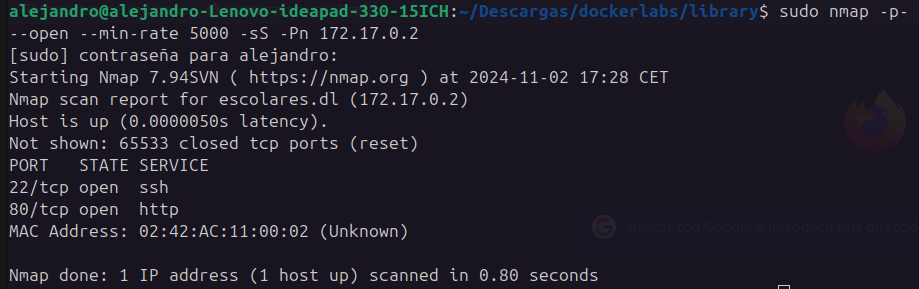 alejandro@alejandro-Lenovo-ideapad-330-15ICH:~/Descargas/dockerlabs/library$ sudo nmap -p-
--open --min-rate 5000 -sS -Pn 172.17.0.2
[sudo] contraseña para alejandro:
Starting Nmap 7.94SVN ( https://nmap.org ) at 2024-11-02 17:28 CET
Nmap scan report for escolares.dl (172.17.0.2)
Host is up (0.0000050s latency).
Not shown: 65533 closed tcp ports (reset)
PORT   STATE SERVICE
22/tcp open  ssh
80/tcp open  http
MAC Address: 02:42:AC:11:00:02 (Unknown)
Buscar con Google o introducir una direcció
Nmap done: 1 IP address (1 host up) scanned in 0.80 seconds